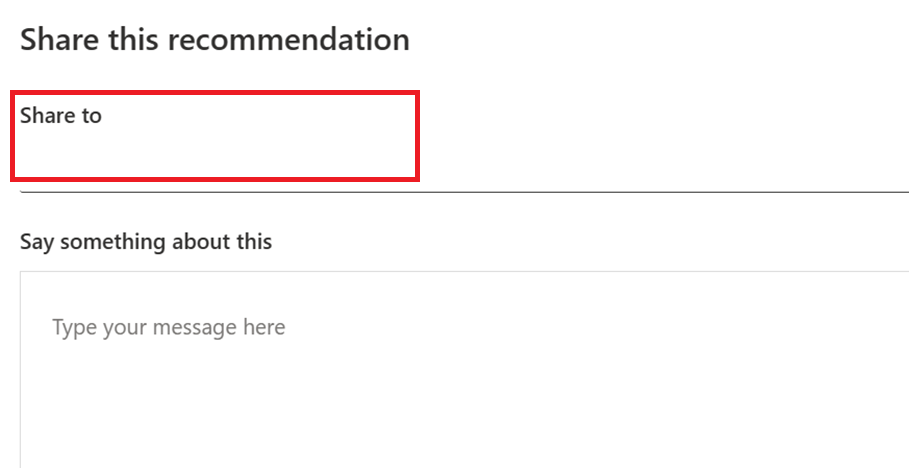 Share this recommendation
Share to
Say something about this
Type your message here